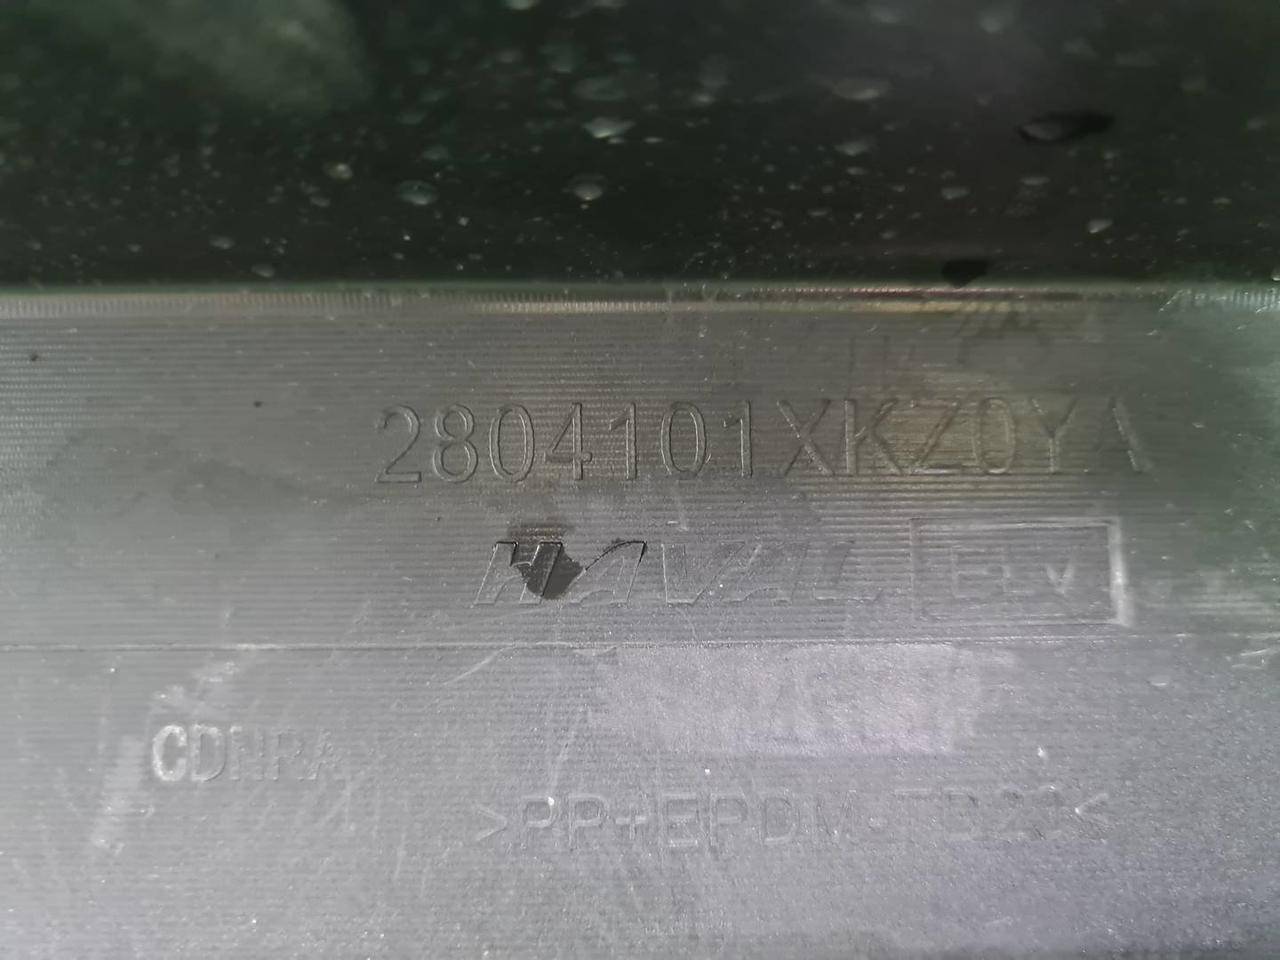 2804101XKZ0YA
HAVAL
CDNRA
>PP+EPDM-TD20<